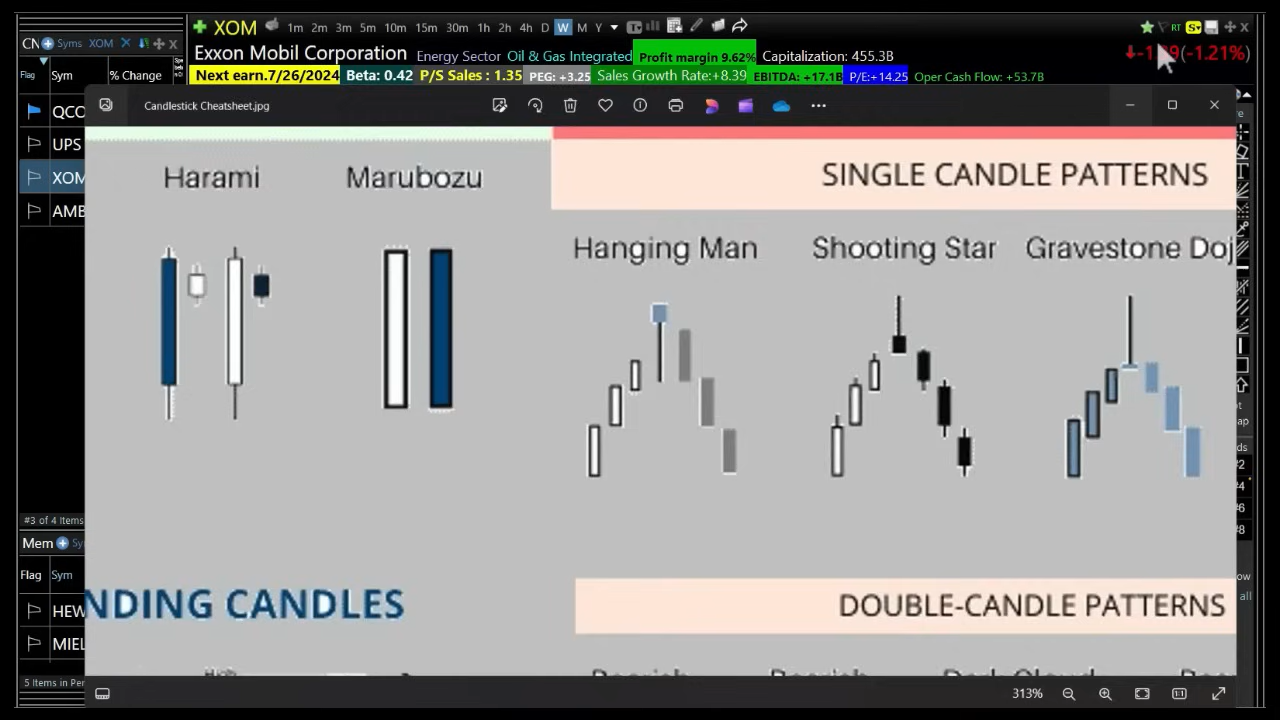 XOM 1m 2m 3m 5m 10m 15m 30m 1h 2h 4h D W M Y
CN Syms XOM
Exxon Mobil Corporation Energy Sector Oil & Gas Integrated Profit margin 9.62% Capitalization: 455.3B
(-1.21%)
Flag Sym % Change
Next earn.7/26/2024 Beta: 0.42 P/S Sales : 1.35 PEG: +3.25 Sales Growth Rate:+8.39 EBITDA: +17.1B P/E:+14.25 Oper Cash Flow: +53.7B
Candlestick Cheatsheet.jpg
QCO
UPS
XOM
AMB
Harami Marubozu
SINGLE CANDLE PATTERNS
Hanging Man Shooting Star Gravestone Doj
#3 of 4 Items
Mem Sy
Flag Sym
HEW
MIEL
5 Items in Per
NDING CANDLES
DOUBLE-CANDLE PATTERNS
313%